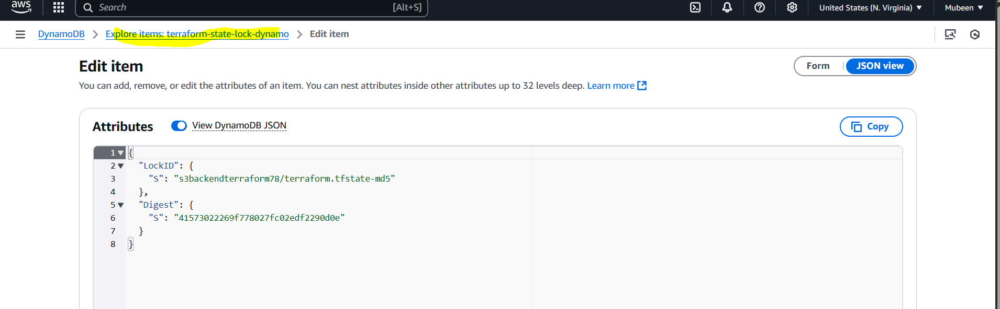 aws
Search [Alt+S] United States (N. Virginia) ▼ Mubeen ▼
DynamoDB > Explore items: terraform-state-lock-dynamo > Edit item
Edit item
Form | JSON view
You can add, remove, or edit the attributes of an item. You can nest attributes inside other attributes up to 32 levels deep. Learn more
Attributes View DynamoDB JSON Copy
1 ▼ {
2 ▼ "LockID": {
3 "S": "s3backendterraform78/terraform.tfstate-md5"
4 },
5 ▼ "Digest": {
6 "S": "41573022269f778027fc02edf2290d0e"
7 }
8 }